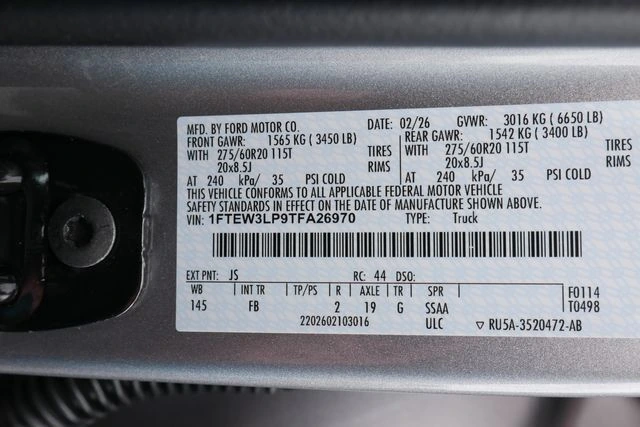 MFD. BY FORD MOTOR CO. DATE: 02/26 GVWR: 3016 KG ( 6650 LB)
FRONT GAWR: 1565 KG ( 3450 LB) REAR GAWR: 1542 KG ( 3400 LB)
WITH 275/60R20 115T TIRES WITH 275/60R20 115T TIRES
20x8.5J RIMS 20x8.5J RIMS
AT 240 kPa/ 35 PSI COLD AT 240 kPa/ 35 PSI COLD
THIS VEHICLE CONFORMS TO ALL APPLICABLE FEDERAL MOTOR VEHICLE
SAFETY STANDARDS IN EFFECT ON THE DATE OF MANUFACTURE SHOWN ABOVE.
VIN: 1FTEW3LP9TFA26970 TYPE: Truck
EXT PNT: JS RC: 44 DSO:
WB INT TR TP/PS R AXLE TR SPR F0114
145 FB 2 19 G SSAA T0498
2202602103016 ULC ▽ RU5A-3520472-AB